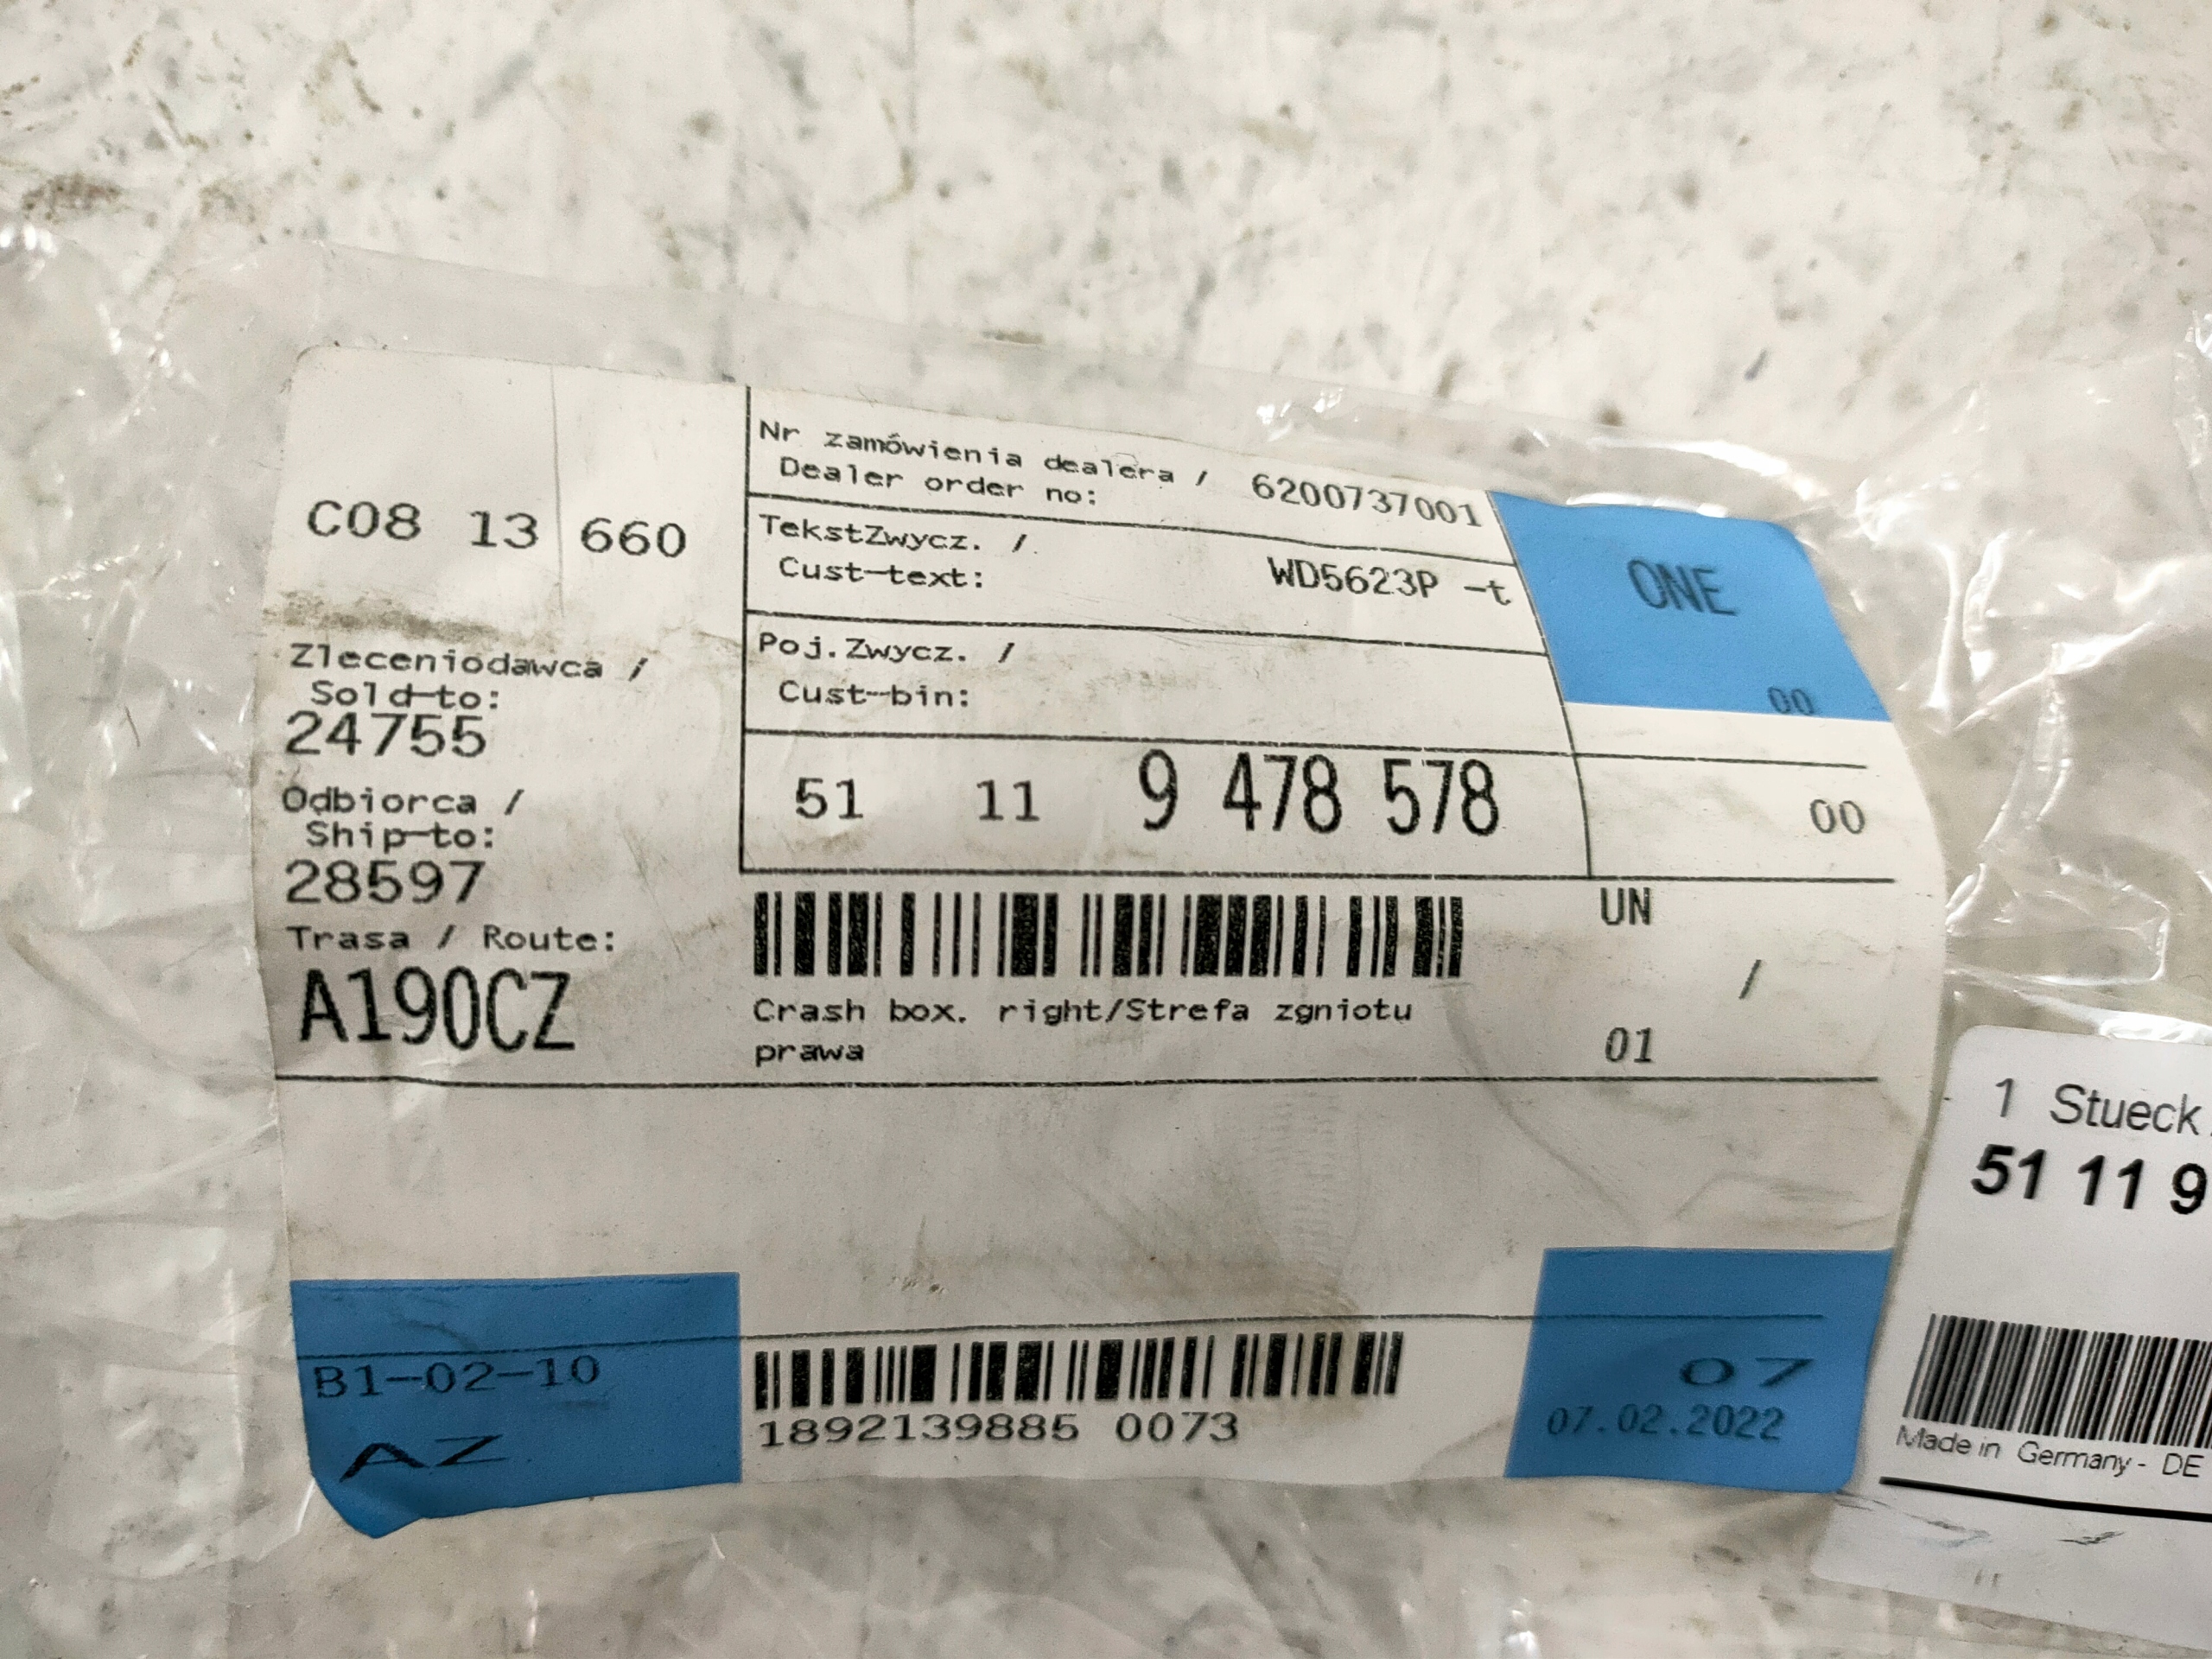 C08 13 660
Nr zamówienia dealera /
Dealer order no:
6200737001
TekstZwycz. /
Cust-text:
WD5623P -t
Poj.Zwycz. /
Cust-bin:
ONE
00
Zleceniodawca /
Sold-to:
24755
Odbiorca /
Ship-to:
28597
Trasa / Route:
A190CZ
51 11 9 478 578
00
UN
/
01
Crash box. right/Strefa zgniotu
prawa
B1-02-10
AZ
1892139885 0073
07
07.02.2022
1 Stueck
51 11 9
Made in Germany - DE